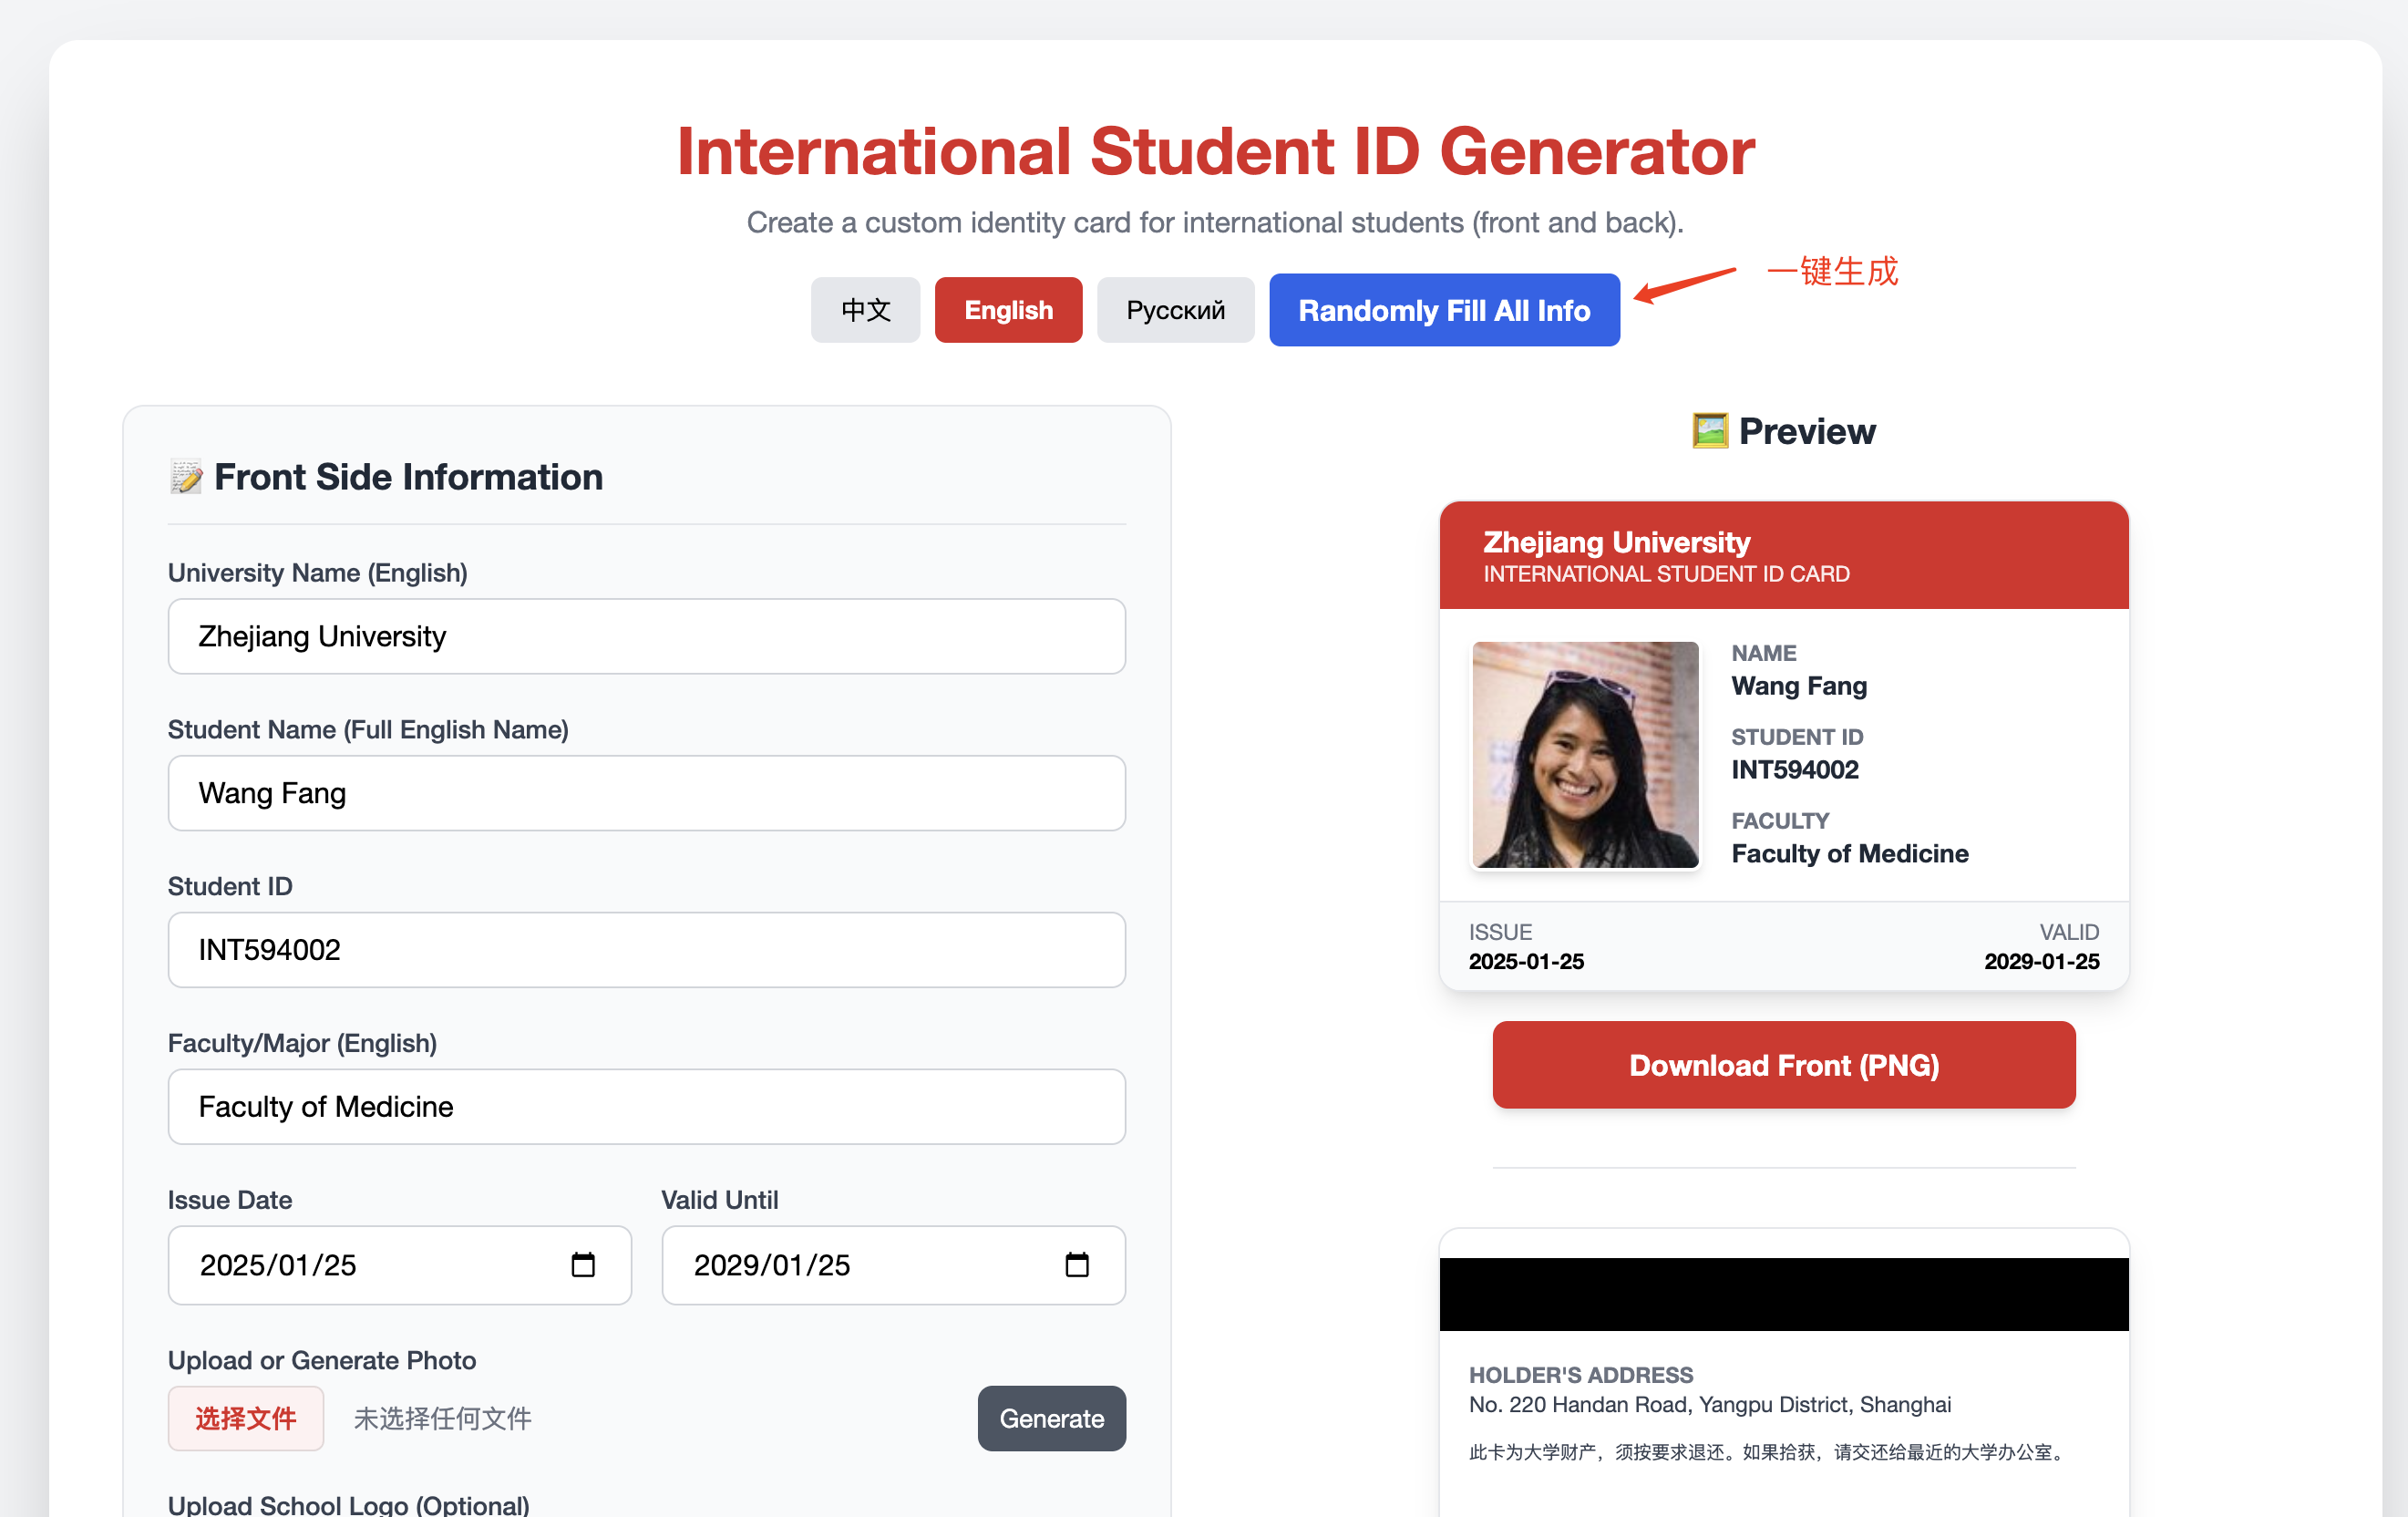 International Student ID Generator
Create a custom identity card for international students (front and back).
一键生成
中文 English Русский Randomly Fill All Info
📝 Front Side Information
University Name (English)
Zhejiang University
Student Name (Full English Name)
Wang Fang
Student ID
INT594002
Faculty/Major (English)
Faculty of Medicine
Issue Date Valid Until
2025/01/25 2029/01/25
Upload or Generate Photo
选择文件 未选择任何文件 Generate
Upload School Logo (Optional)
🖼️ Preview
Zhejiang University
INTERNATIONAL STUDENT ID CARD
NAME
Wang Fang
STUDENT ID
INT594002
FACULTY
Faculty of Medicine
ISSUE VALID
2025-01-25 2029-01-25
Download Front (PNG)
HOLDER'S ADDRESS
No. 220 Handan Road, Yangpu District, Shanghai
此卡为大学财产，须按要求退还。如果拾获，请交还给最近的大学办公室。